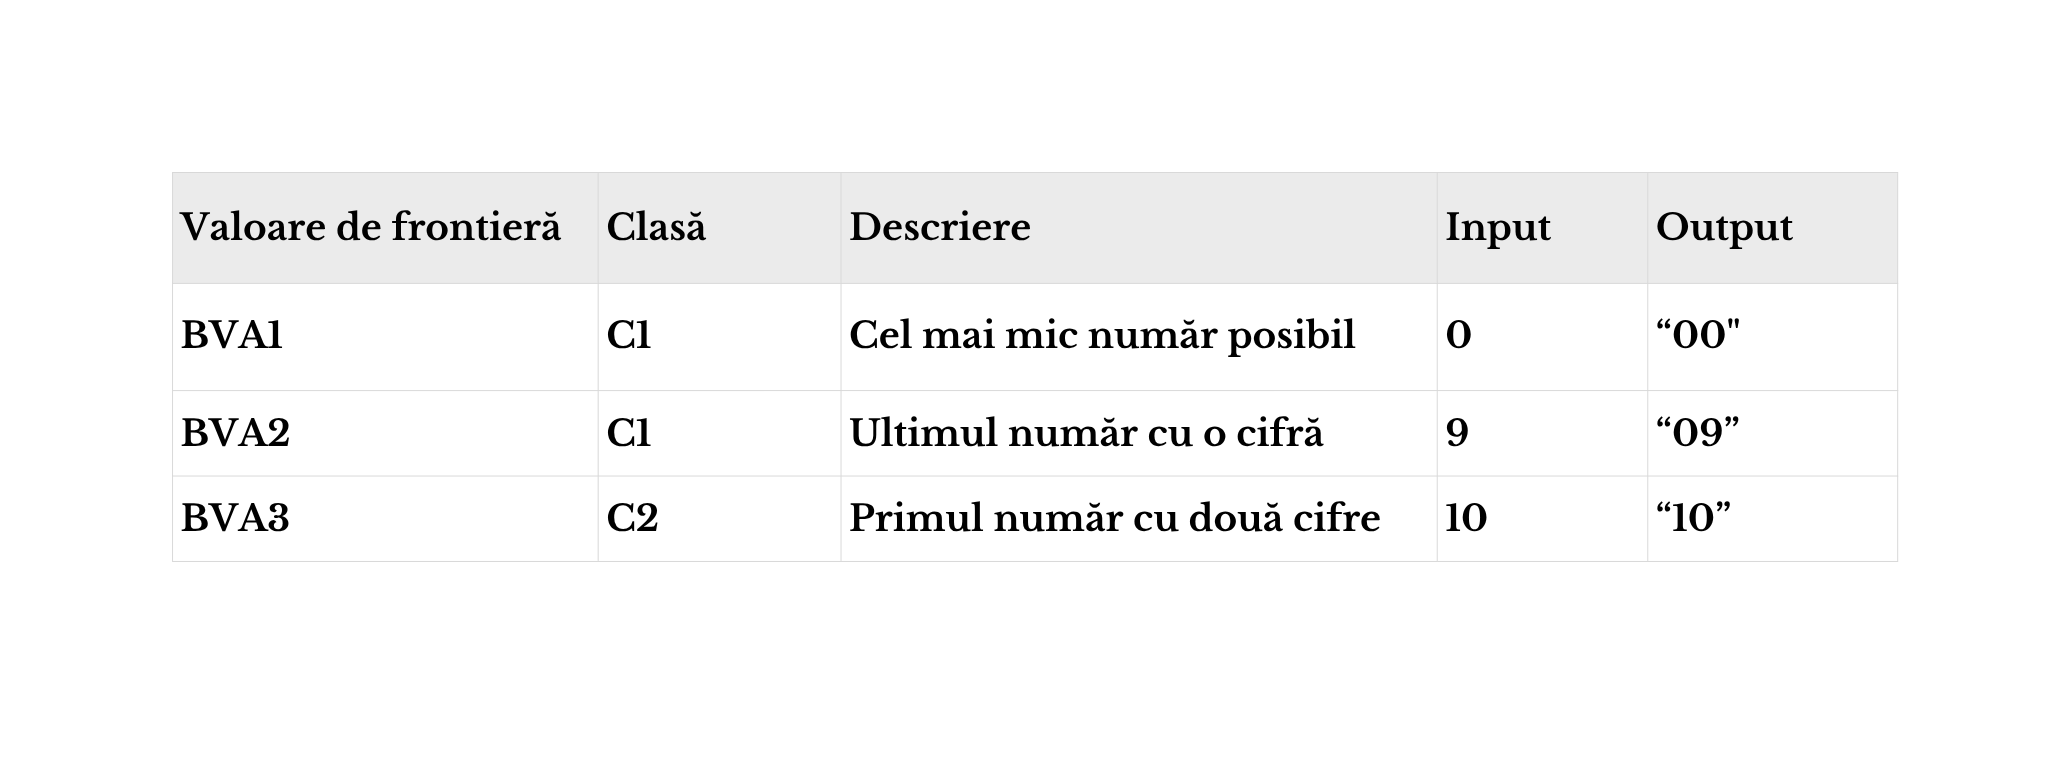 Valoare de frontieră Clasă Descriere Input Output
BVA1 C1 Cel mai mic număr posibil 0 “00"
BVA2 C1 Ultimul număr cu o cifră 9 “09”
BVA3 C2 Primul număr cu două cifre 10 “10”